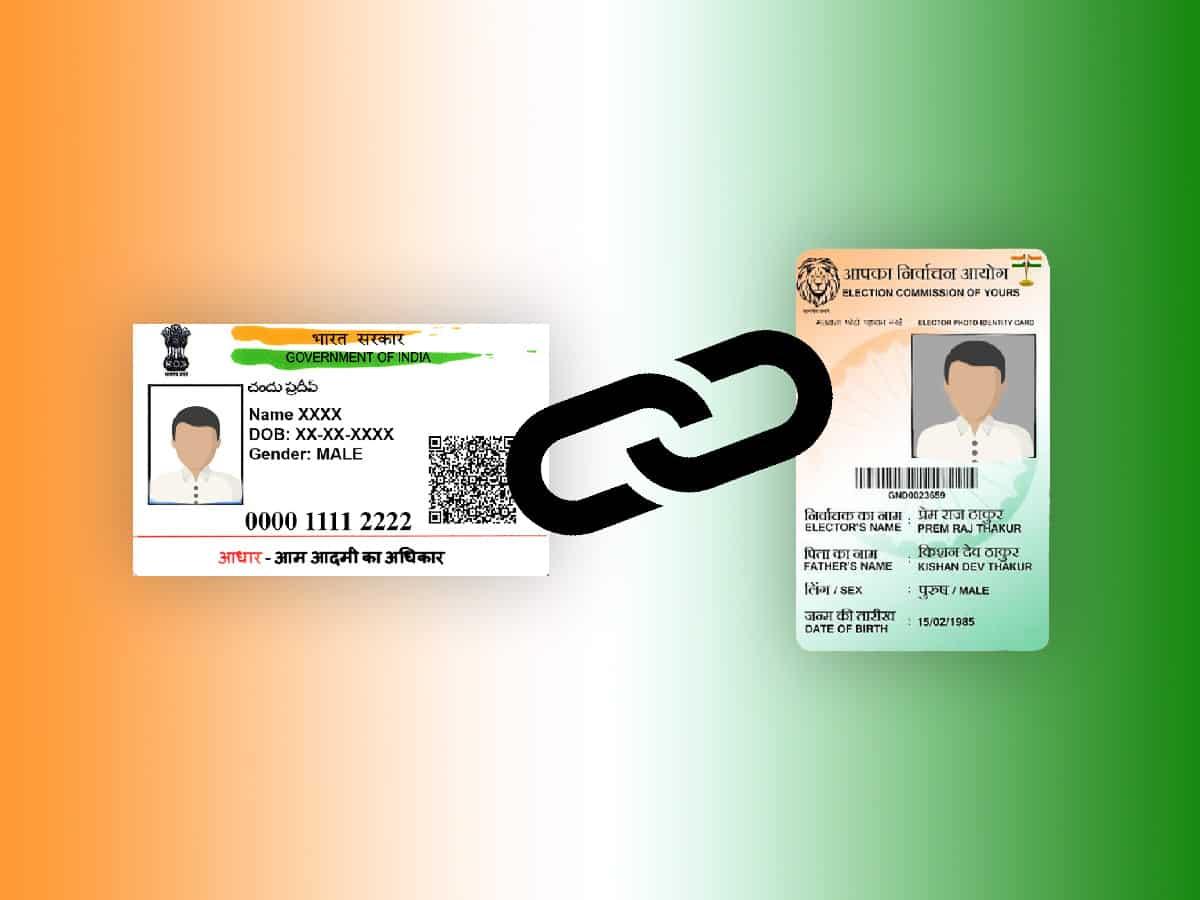 भारत सरकार
GOVERNMENT OF INDIA
చందు ప్రదీప్
Name XXXX
DOB: XX-XX-XXXX
Gender: MALE
0000 1111 2222
आधार - आम आदमी का अधिकार
आपका निर्वाचन आयोग
ELECTION COMMISSION OF YOURS
ELECTOR PHOTO IDENTITY CARD
GND0023659
निर्वाचक का नाम : प्रेम राज ठाकुर
ELECTOR'S NAME PREM RAJ THAKUR
पिता का नाम : किशन देव ठाकुर
FATHER'S NAME KISHAN DEV THAKUR
लिंग / SEX : पुरुष / MALE
जन्म की तारीख
DATE OF BIRTH : 15/02/1985